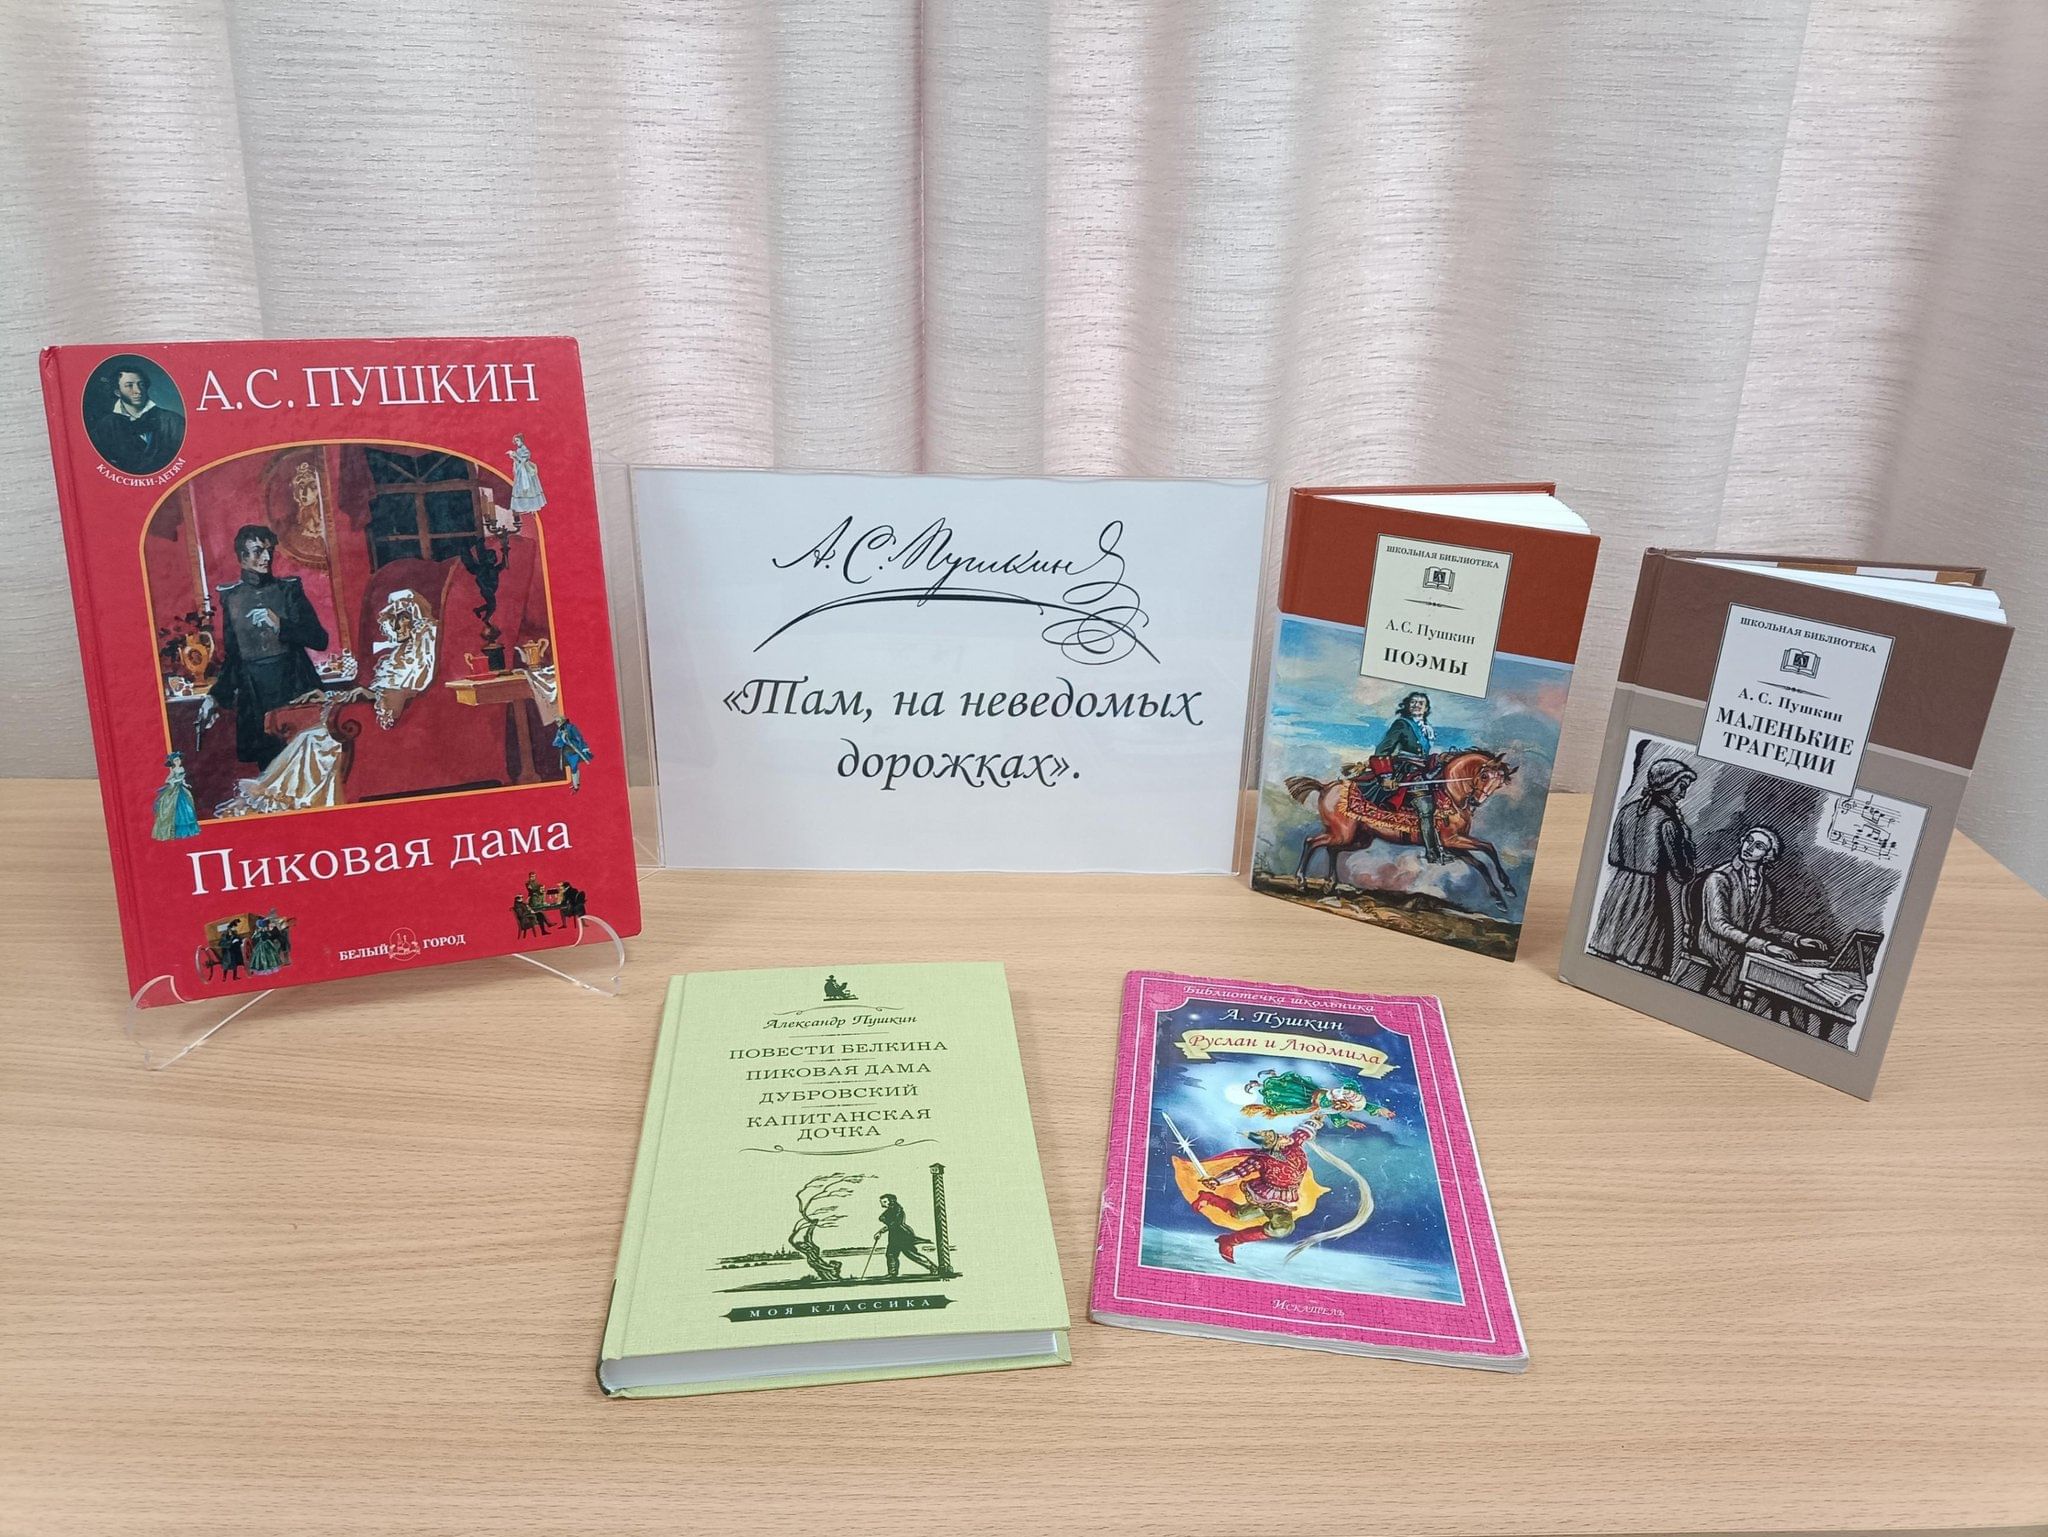 А.С. ПУШКИН
КЛАССИКИ-ДЕТЯМ
Пиковая дама
БЕЛЫЙ ГОРОД
А.С. Пушкин
«Там, на неведомых
дорожках».
ШКОЛЬНАЯ БИБЛИОТЕКА
А. С. Пушкин
ПОЭМЫ
ШКОЛЬНАЯ БИБЛИОТЕКА
А. С. Пушкин
МАЛЕНЬКИЕ
ТРАГЕДИИ
Александр Пушкин
ПОВЕСТИ БЕЛКИНА
ПИКОВАЯ ДАМА
ДУБРОВСКИЙ
КАПИТАНСКАЯ
ДОЧКА
МОЯ КЛАССИКА
Библиотечка школьника
А. Пушкин
Руслан и Людмила
Искатель